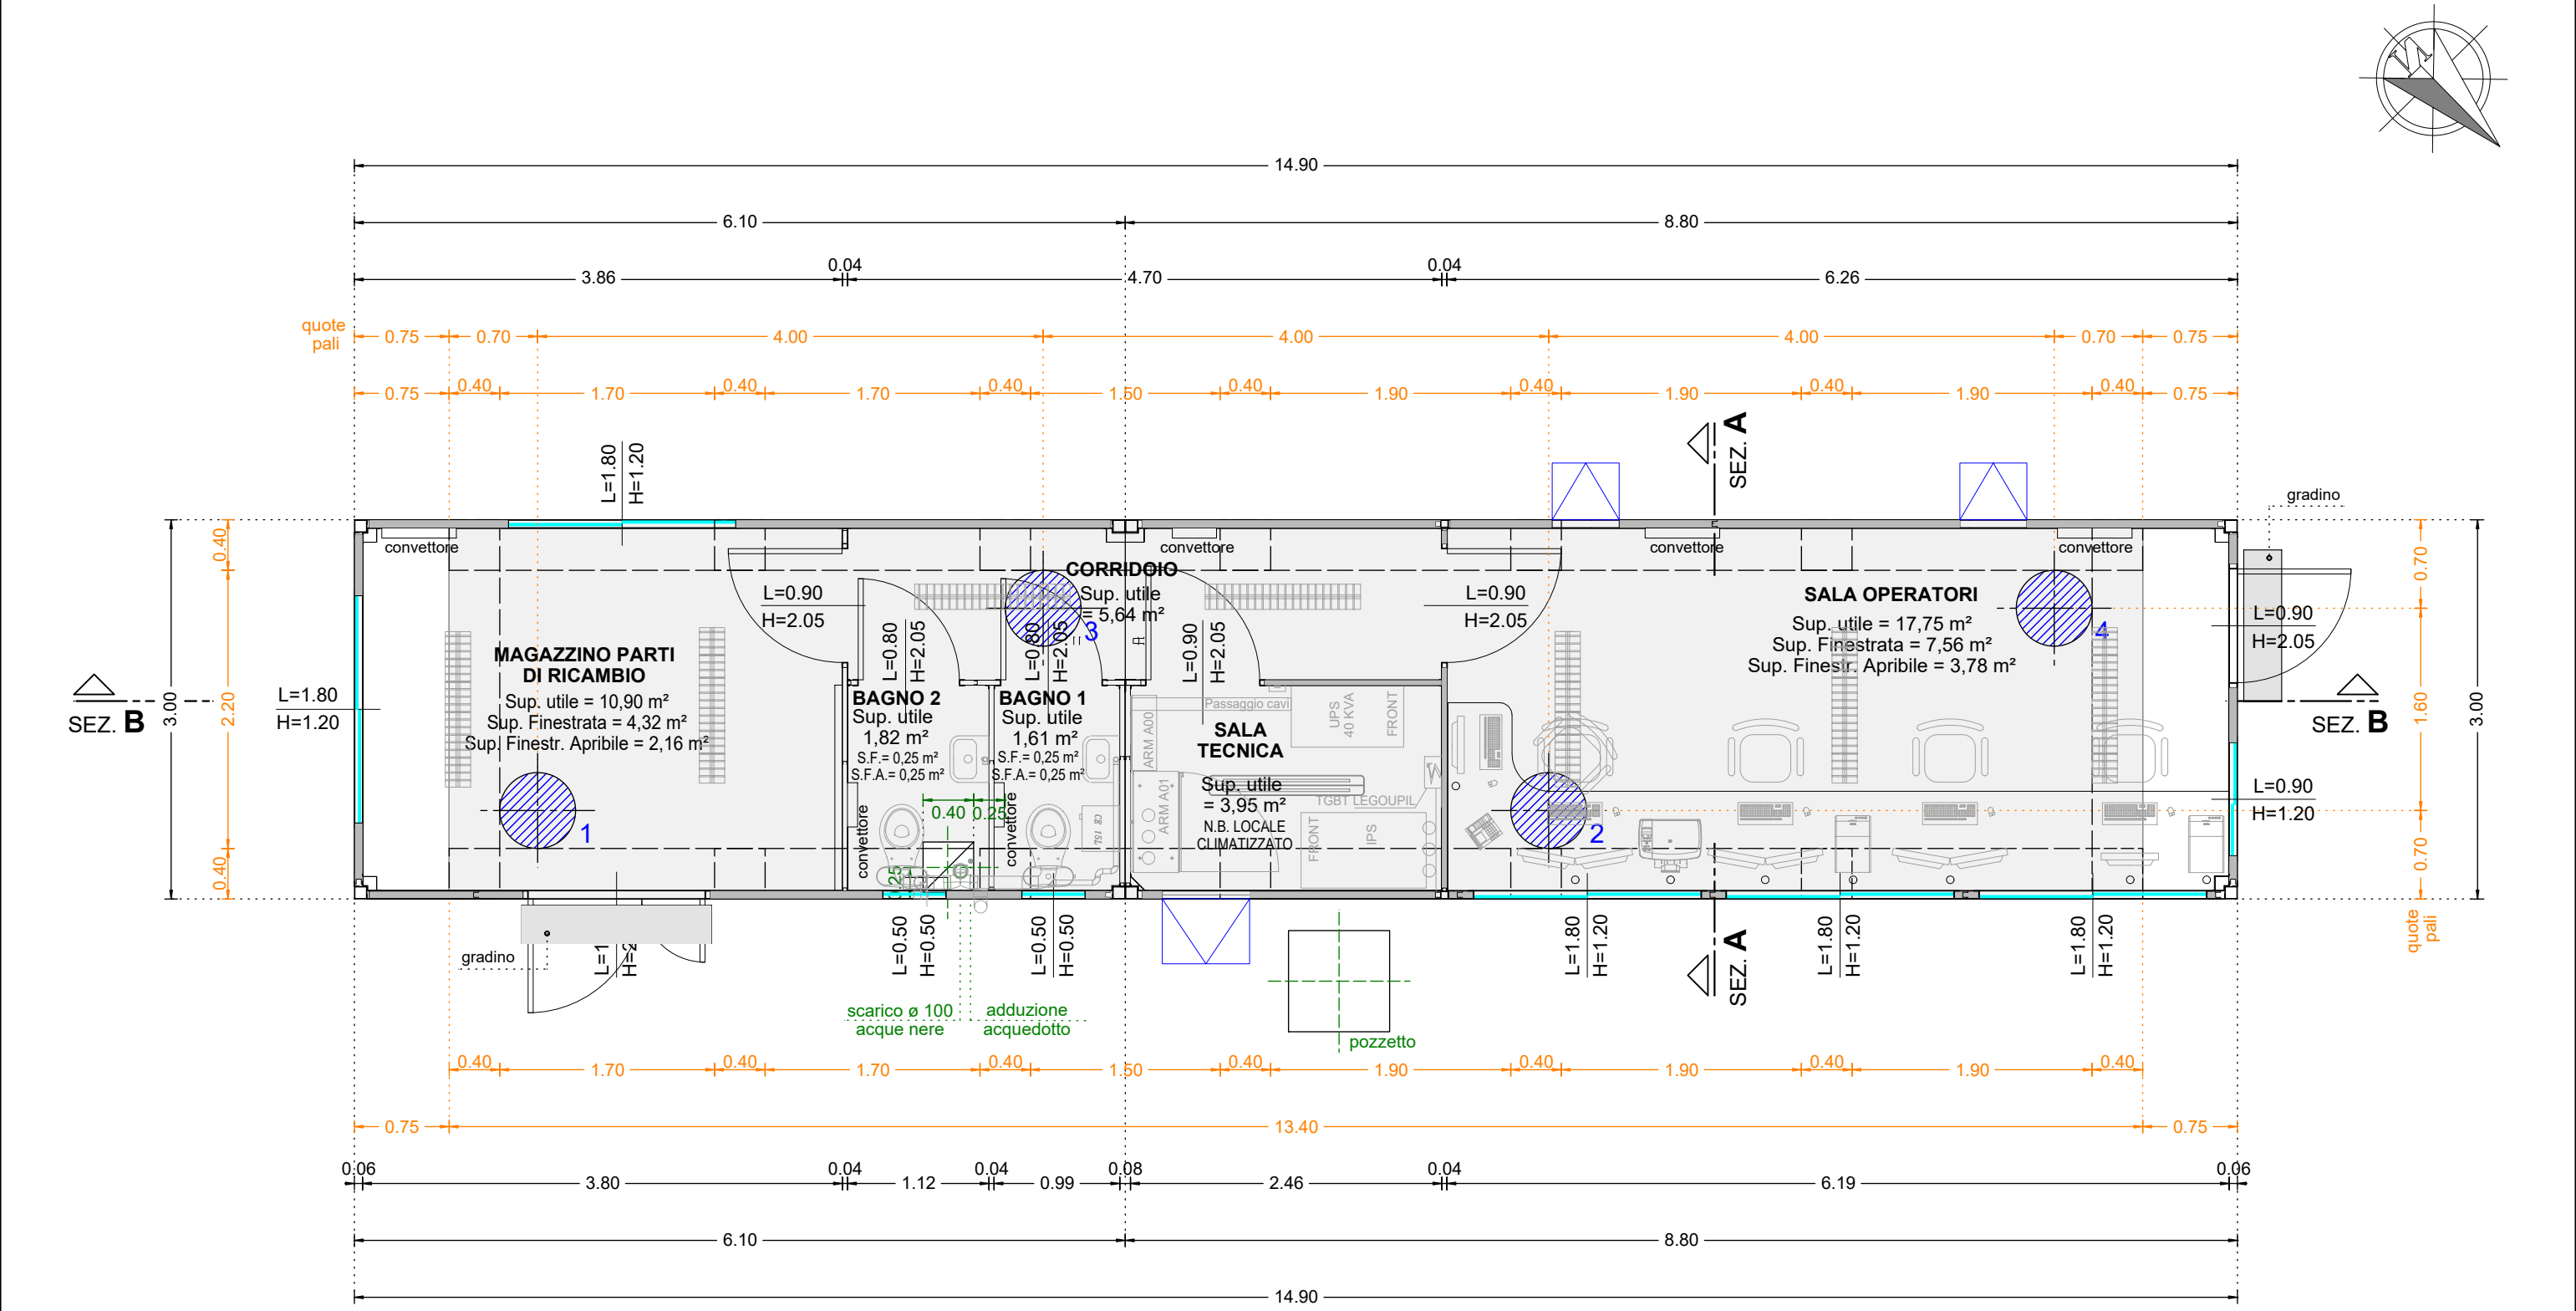 N
14.90
6.10
8.80
0.04
0.04
3.86
4.70
6.26
quote
pali
0.75
0.70
4.00
4.00
4.00
0.70
0.75
0.75
0.40
1.70
0.40
1.70
0.40
1.50
0.40
1.90
0.40
1.90
0.40
1.90
0.40
0.75
SEZ. A
L=1.80
H=1.20
gradino
convettore
convettore
convettore
convettore
0.40
2.20
0.40
3.00
SEZ. B
L=1.80
H=1.20
MAGAZZINO PARTI
DI RICAMBIO
Sup. utile = 10,90 m²
Sup. Finestrata = 4,32 m²
Sup. Finestr. Apribile = 2,16 m²
1
L=0.90
H=2.05
L=0.80
H=2.05
BAGNO 2
Sup. utile
1,82 m²
S.F.= 0,25 m²
S.F.A.= 0,25 m²
convettore
0.40
0.25
0.25
L=0.80
H=2.05
BAGNO 1
Sup. utile
1,61 m²
S.F.= 0,25 m²
S.F.A.= 0,25 m²
convettore
CORRIDOIO
Sup. utile
= 5,64 m²
3
L=0.90
H=2.05
Passaggio cavi
ARM A00
ARM A01
SALA
TECNICA
Sup. utile
= 3,95 m²
N.B. LOCALE
CLIMATIZZATO
UPS
40 KVA
FRONT
TGBT LEGOUPIL
FRONT
IPS
L=0.90
H=2.05
SALA OPERATORI
Sup. utile = 17,75 m²
Sup. Finestrata = 7,56 m²
Sup. Finestr. Apribile = 3,78 m²
2
4
L=0.90
H=2.05
L=0.90
H=1.20
SEZ. B
0.70
1.60
0.70
3.00
quote
pali
gradino
L=0.50
H=0.50
L=0.50
H=0.50
L=1.80
H=1.20
L=1.80
H=1.20
L=1.80
H=1.20
SEZ. A
scarico ø 100
acque nere
adduzione
acquedotto
pozzetto
0.40
1.70
0.40
1.70
0.40
1.50
0.40
1.90
0.40
1.90
0.40
1.90
0.40
0.75
13.40
0.75
0.06
0.04
0.04
0.08
0.04
0.06
3.80
1.12
0.99
2.46
6.19
6.10
8.80
14.90